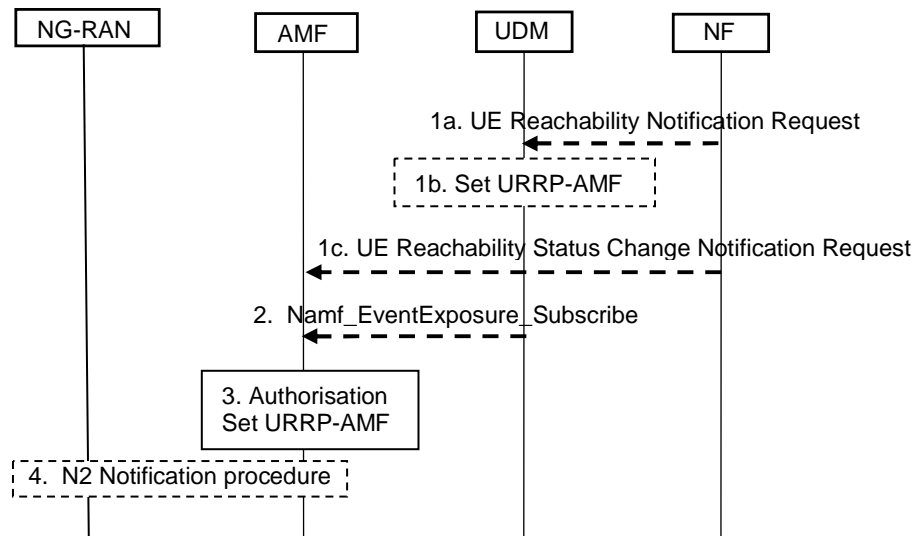 NG-RAN
AMF
UDM
NF
1a. UE Reachability Notification Request
1b. Set URRP-AMF
1c. UE Reachability Status Change Notification Request
2. Namf_EventExposure_Subscribe
3. Authorisation
Set URRP-AMF
4. N2 Notification procedure